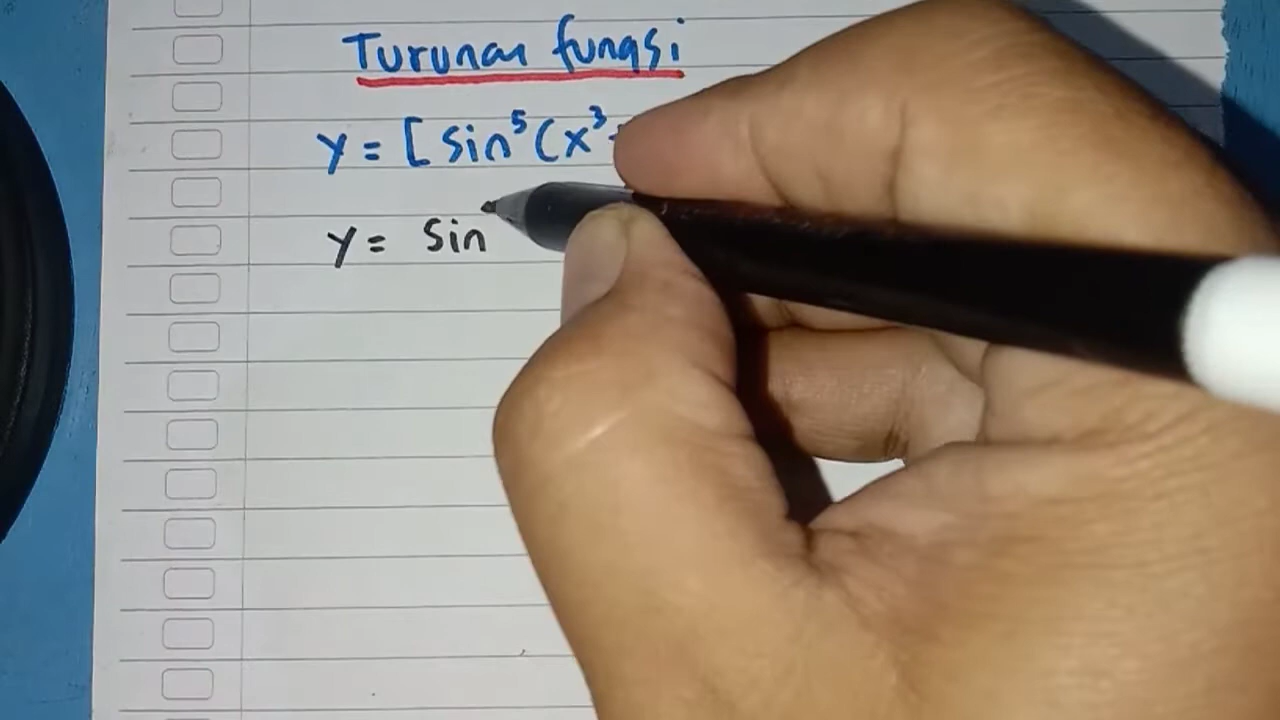 Turunan fungsi
y = [ sin⁵ (x³
y = sin